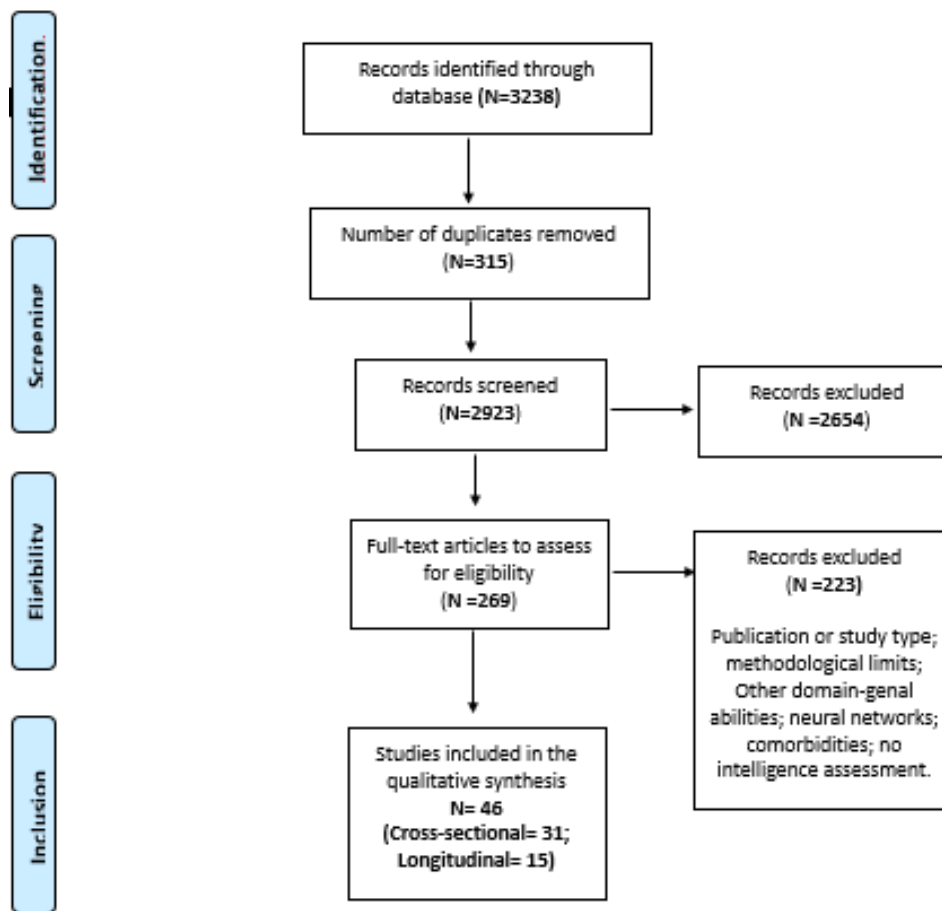 Identification.
Records identified through
database (N=3238)
Number of duplicates removed
(N=315)
Screening
Records screened
(N=2923)
Records excluded
(N =2654)
Eligibility
Full-text articles to assess
for eligibility
(N =269)
Records excluded
(N =223)
Publication or study type;
methodological limits;
Other domain-genal
abilities; neural networks;
comorbidities; no
intelligence assessment.
Inclusion
Studies included in the
qualitative synthesis
N= 46
(Cross-sectional= 31;
Longitudinal= 15)